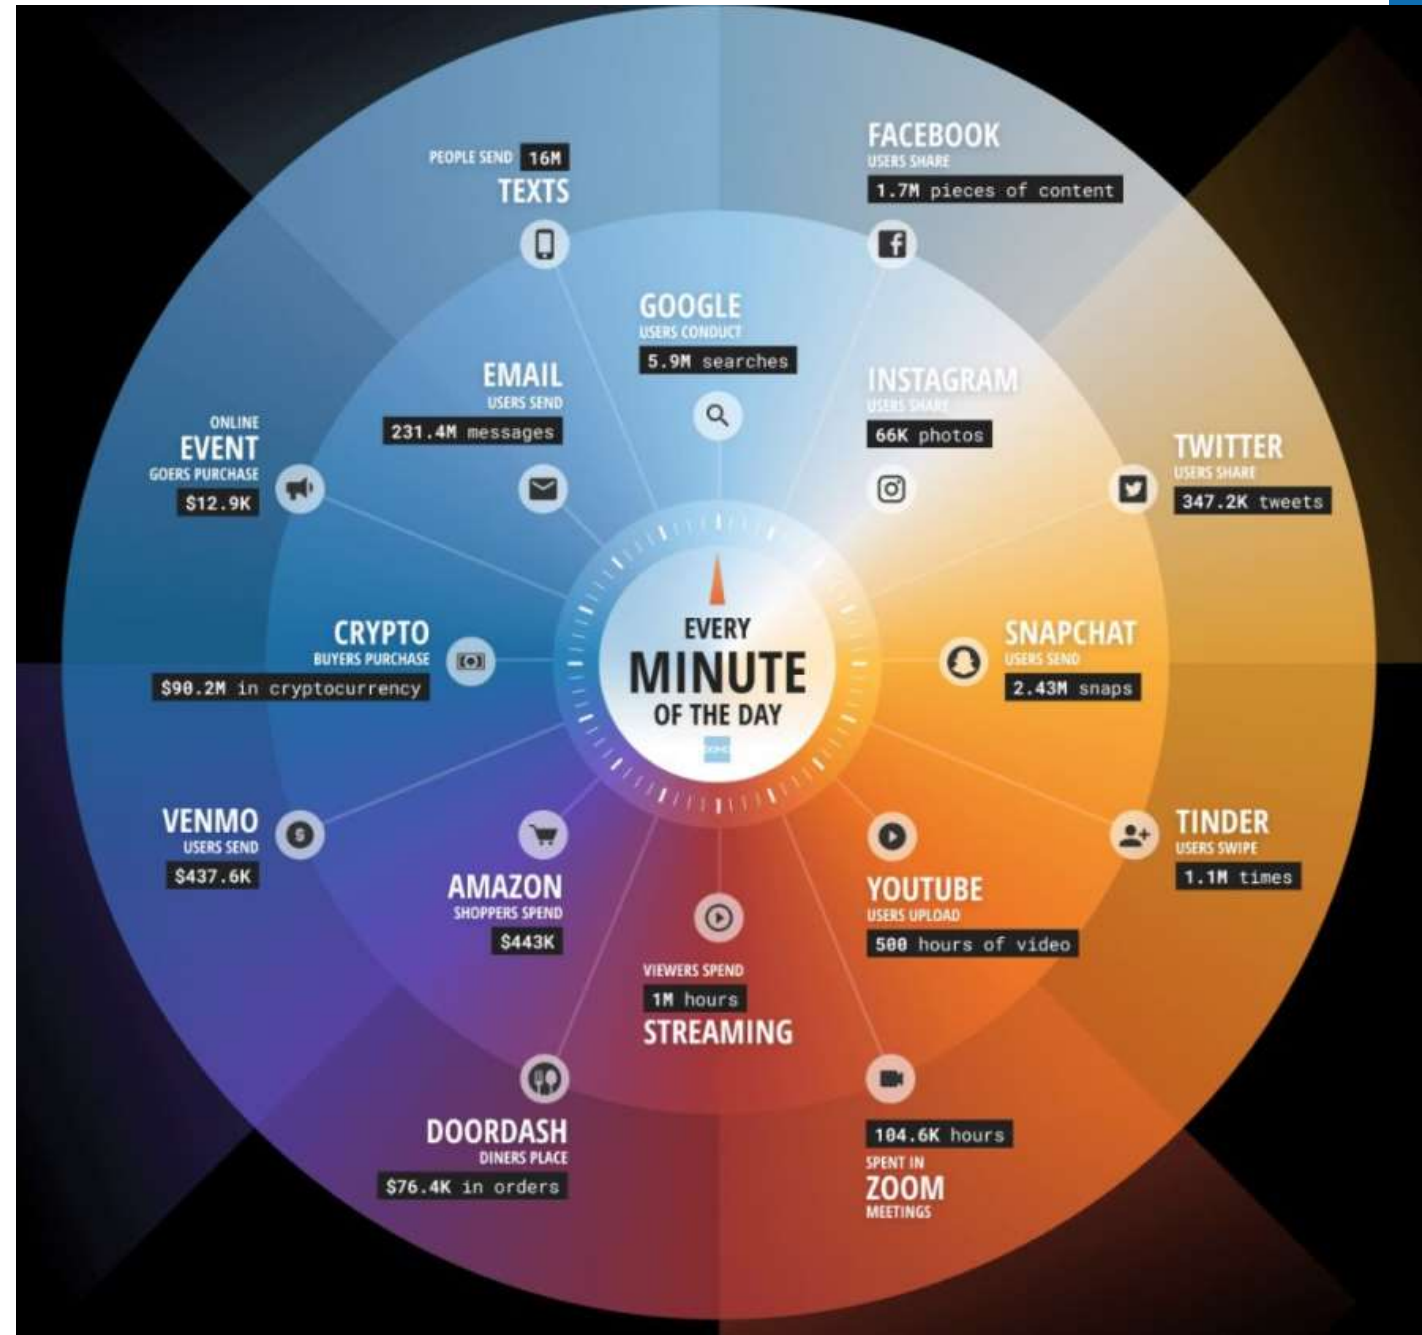 PEOPLE SEND 16M
TEXTS
FACEBOOK
USERS SHARE
1.7M pieces of content
GOOGLE
USERS CONDUCT
5.9M searches
EMAIL
USERS SEND
231.4M messages
INSTAGRAM
USERS SHARE
66K photos
ONLINE
EVENT
GOERS PURCHASE
$12.9K
TWITTER
USERS SHARE
347.2K tweets
CRYPTO
BUYERS PURCHASE
$90.2M in cryptocurrency
EVERY
MINUTE
OF THE DAY
DOMO
SNAPCHAT
USERS SEND
2.43M snaps
VENMO
USERS SEND
$437.6K
AMAZON
SHOPPERS SPEND
$443K
YOUTUBE
USERS UPLOAD
500 hours of video
TINDER
USERS SWIPE
1.1M times
VIEWERS SPEND
1M hours
STREAMING
DOORDASH
DINERS PLACE
$76.4K in orders
104.6K hours
SPENT IN
ZOOM
MEETINGS